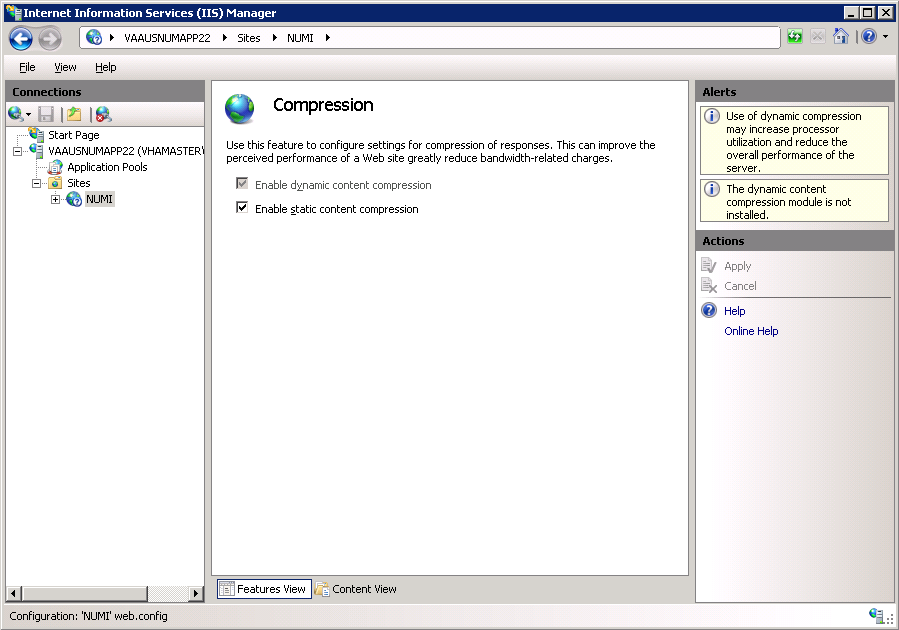 Internet Information Services (IIS) Manager
VAAUSNUMAPP22 Sites NUMI
File View Help
Connections
Start Page
VAAUSNUMAPP22 (VHAMASTER\
Application Pools
Sites
NUMI
Compression
Use this feature to configure settings for compression of responses. This can improve the
perceived performance of a Web site greatly reduce bandwidth-related charges.
Enable dynamic content compression
Enable static content compression
Features View Content View
Alerts
Use of dynamic compression
may increase processor
utilization and reduce the
overall performance of the
server.
The dynamic content
compression module is not
installed.
Actions
Apply
Cancel
Help
Online Help
Configuration: 'NUMI' web.config